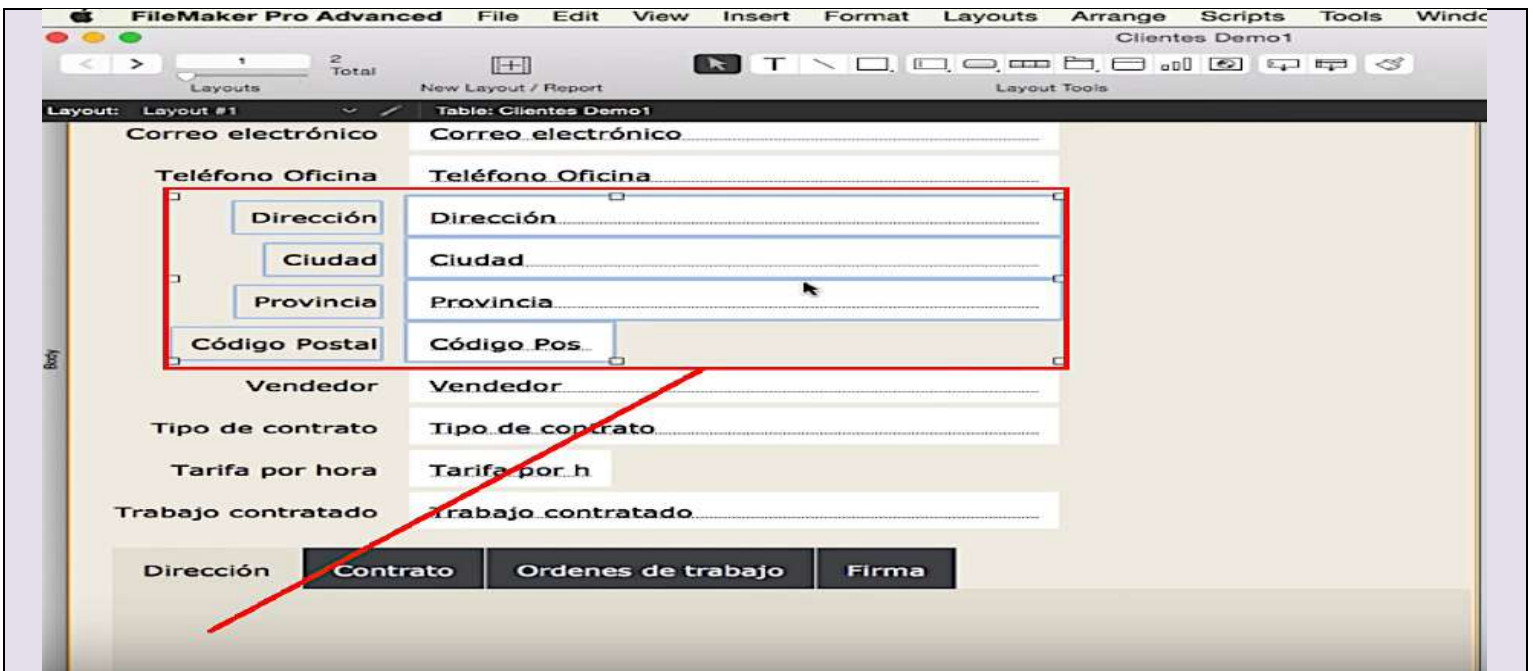 FileMaker Pro Advanced File Edit View Insert Format Layouts Arrange Scripts Tools Windo
Clientes Demo1
1 2 Total
Layouts New Layout / Report Layout Tools
Layout: Layout #1 Table: Clientes Demo1
Correo electrónico Correo electrónico
Teléfono Oficina Teléfono Oficina
Dirección Dirección
Ciudad Ciudad
Provincia Provincia
Código Postal Código Pos
Body
Vendedor Vendedor
Tipo de contrato Tipo de contrato
Tarifa por hora Tarifa por h
Trabajo contratado Trabajo contratado
Dirección Contrato Ordenes de trabajo Firma